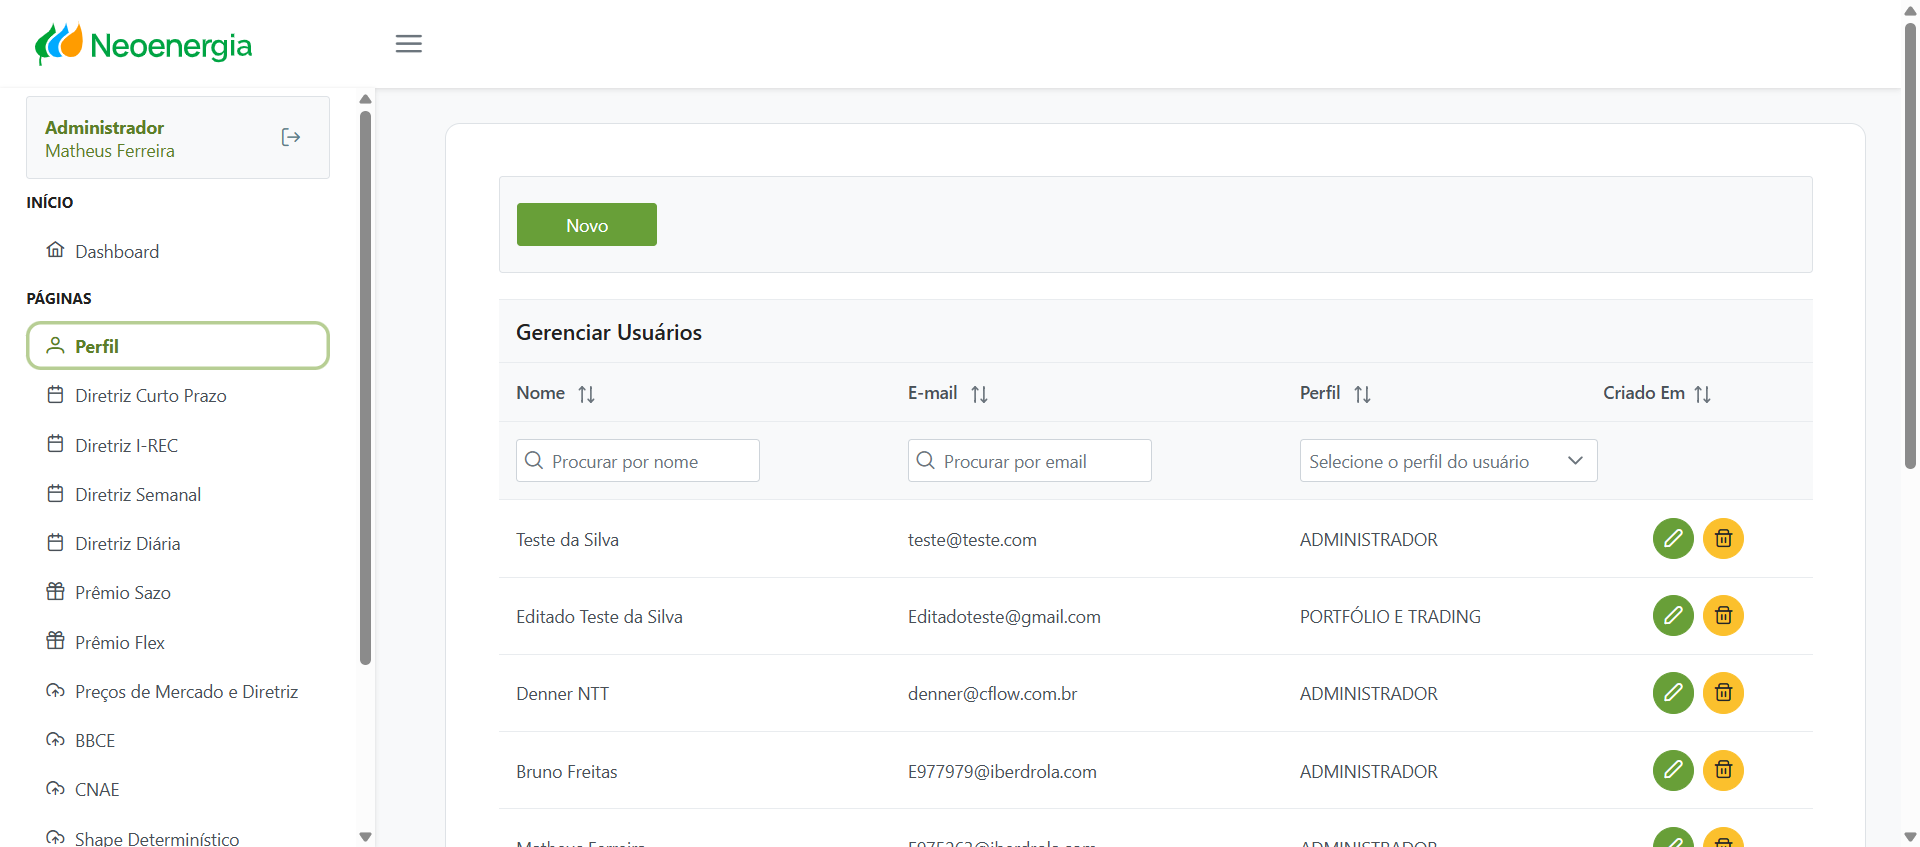 Neoenergia
Administrador
Matheus Ferreira
INÍCIO
Dashboard
PÁGINAS
Perfil
Diretriz Curto Prazo
Diretriz I-REC
Diretriz Semanal
Diretriz Diária
Prêmio Sazo
Prêmio Flex
Preços de Mercado e Diretriz
BBCE
CNAE
Shape Determinístico
Novo
Gerenciar Usuários
Nome E-mail Perfil Criado Em
Procurar por nome Procurar por email Selecione o perfil do usuário
Teste da Silva teste@teste.com ADMINISTRADOR
Editado Teste da Silva Editadoteste@gmail.com PORTFÓLIO E TRADING
Denner NTT denner@cflow.com.br ADMINISTRADOR
Bruno Freitas E977979@iberdrola.com ADMINISTRADOR
Matheus Ferreira ADMINISTRADOR